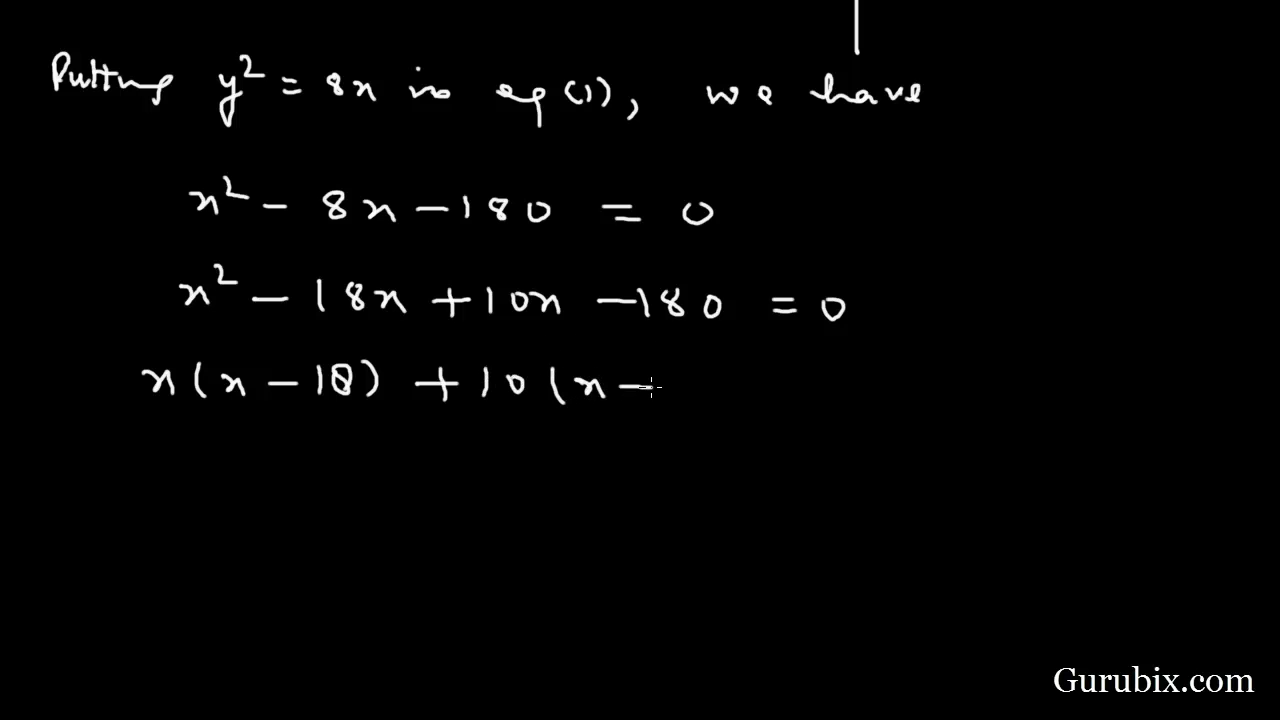 Putting y² = 8x in eq (1), we have
x² - 8x - 180 = 0
x² - 18x + 10x - 180 = 0
x(x - 18) + 10(x -
Gurubix.com